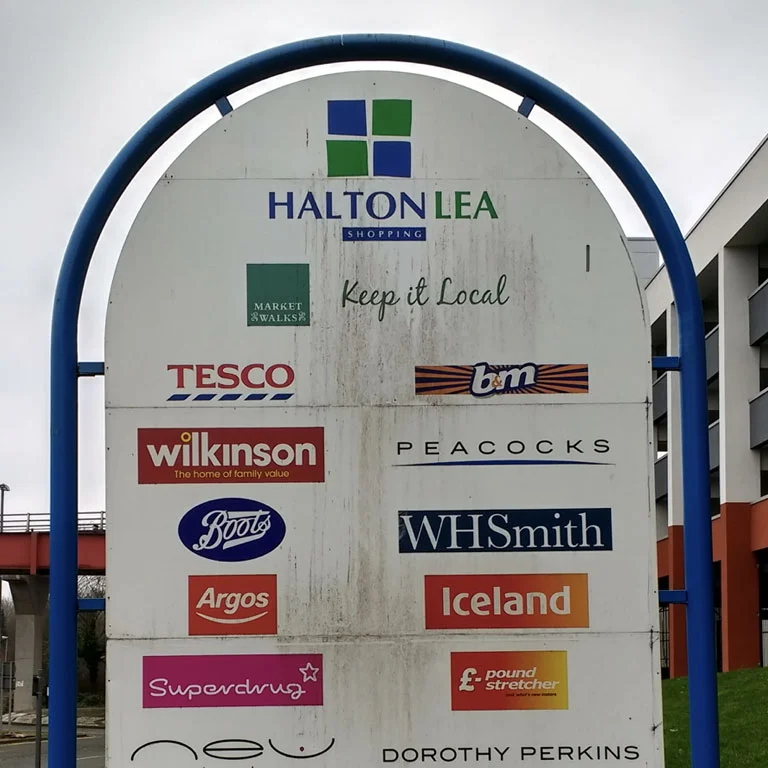 HALTON LEA
SHOPPING
MARKET
WALKS
Keep it Local
TESCO
b&m
wilkinson
The home of family value
PEACOCKS
Boots
WHSmith
Argos
Iceland
Superdrug
£- pound
stretcher
new
DOROTHY PERKINS